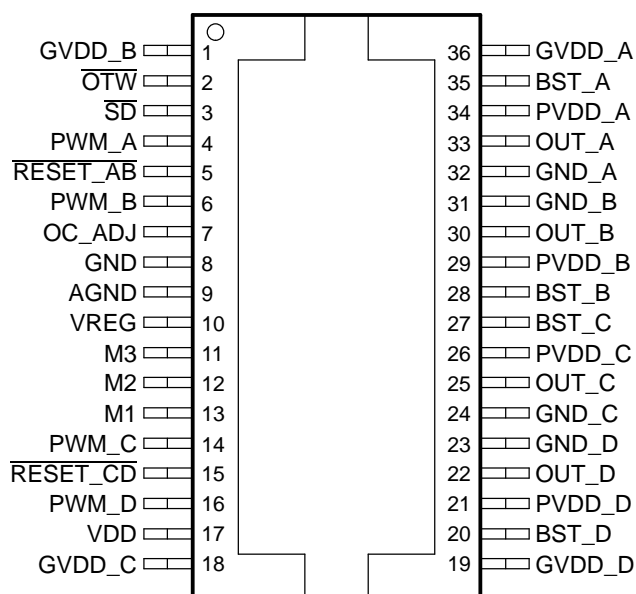 GVDD_B 1 36 GVDD_A
OTW 2 35 BST_A
SD 3 34 PVDD_A
PWM_A 4 33 OUT_A
RESET_AB 5 32 GND_A
PWM_B 6 31 GND_B
OC_ADJ 7 30 OUT_B
GND 8 29 PVDD_B
AGND 9 28 BST_B
VREG 10 27 BST_C
M3 11 26 PVDD_C
M2 12 25 OUT_C
M1 13 24 GND_C
PWM_C 14 23 GND_D
RESET_CD 15 22 OUT_D
PWM_D 16 21 PVDD_D
VDD 17 20 BST_D
GVDD_C 18 19 GVDD_D